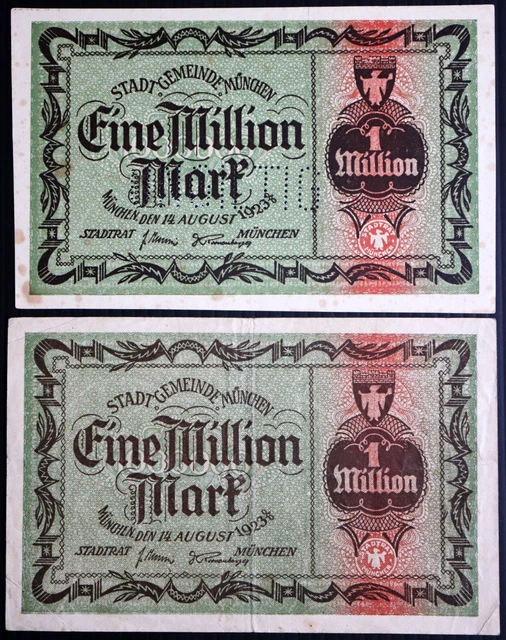 STADTGEMEINDE MÜNCHEN
Eine Million
Mark
MÜNCHEN, DEN 14. AUGUST 1923
STADTRAT MÜNCHEN
1
Million
STADTGEMEINDE MÜNCHEN
Eine Million
Mark
MÜNCHEN, DEN 14. AUGUST 1923
STADTRAT MÜNCHEN
1
Million